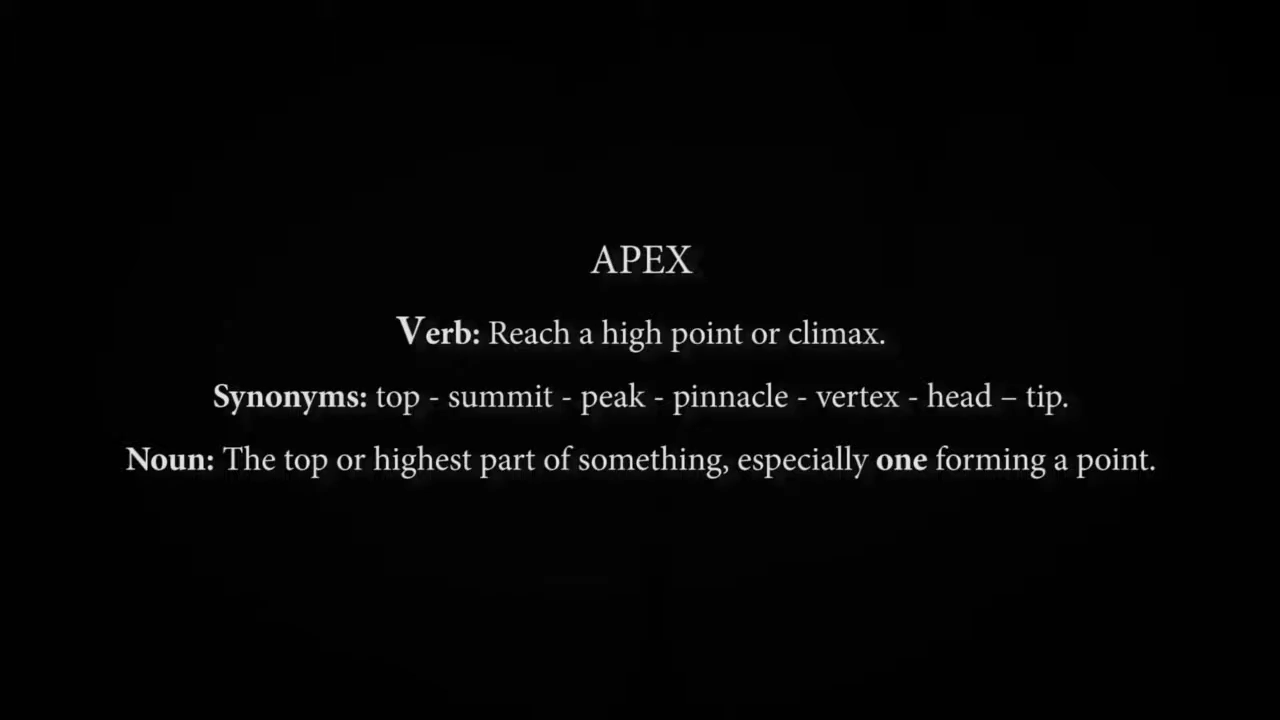 APEX
Verb: Reach a high point or climax.
Synonyms: top - summit - peak - pinnacle - vertex - head – tip.
Noun: The top or highest part of something, especially one forming a point.